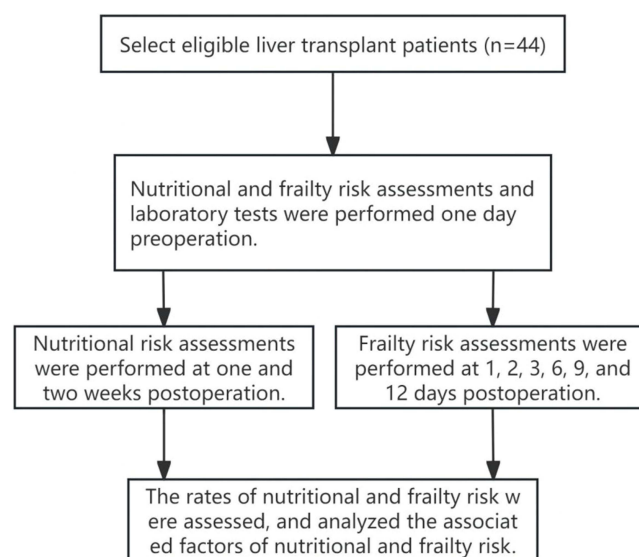 Select eligible liver transplant patients (n=44)
Nutritional and frailty risk assessments and
laboratory tests were performed one day
preoperation.
Nutritional risk assessments
were performed at one and
two weeks postoperation.
Frailty risk assessments were
performed at 1, 2, 3, 6, 9, and
12 days postoperation.
The rates of nutritional and frailty risk w
ere assessed, and analyzed the associat
ed factors of nutritional and frailty risk.